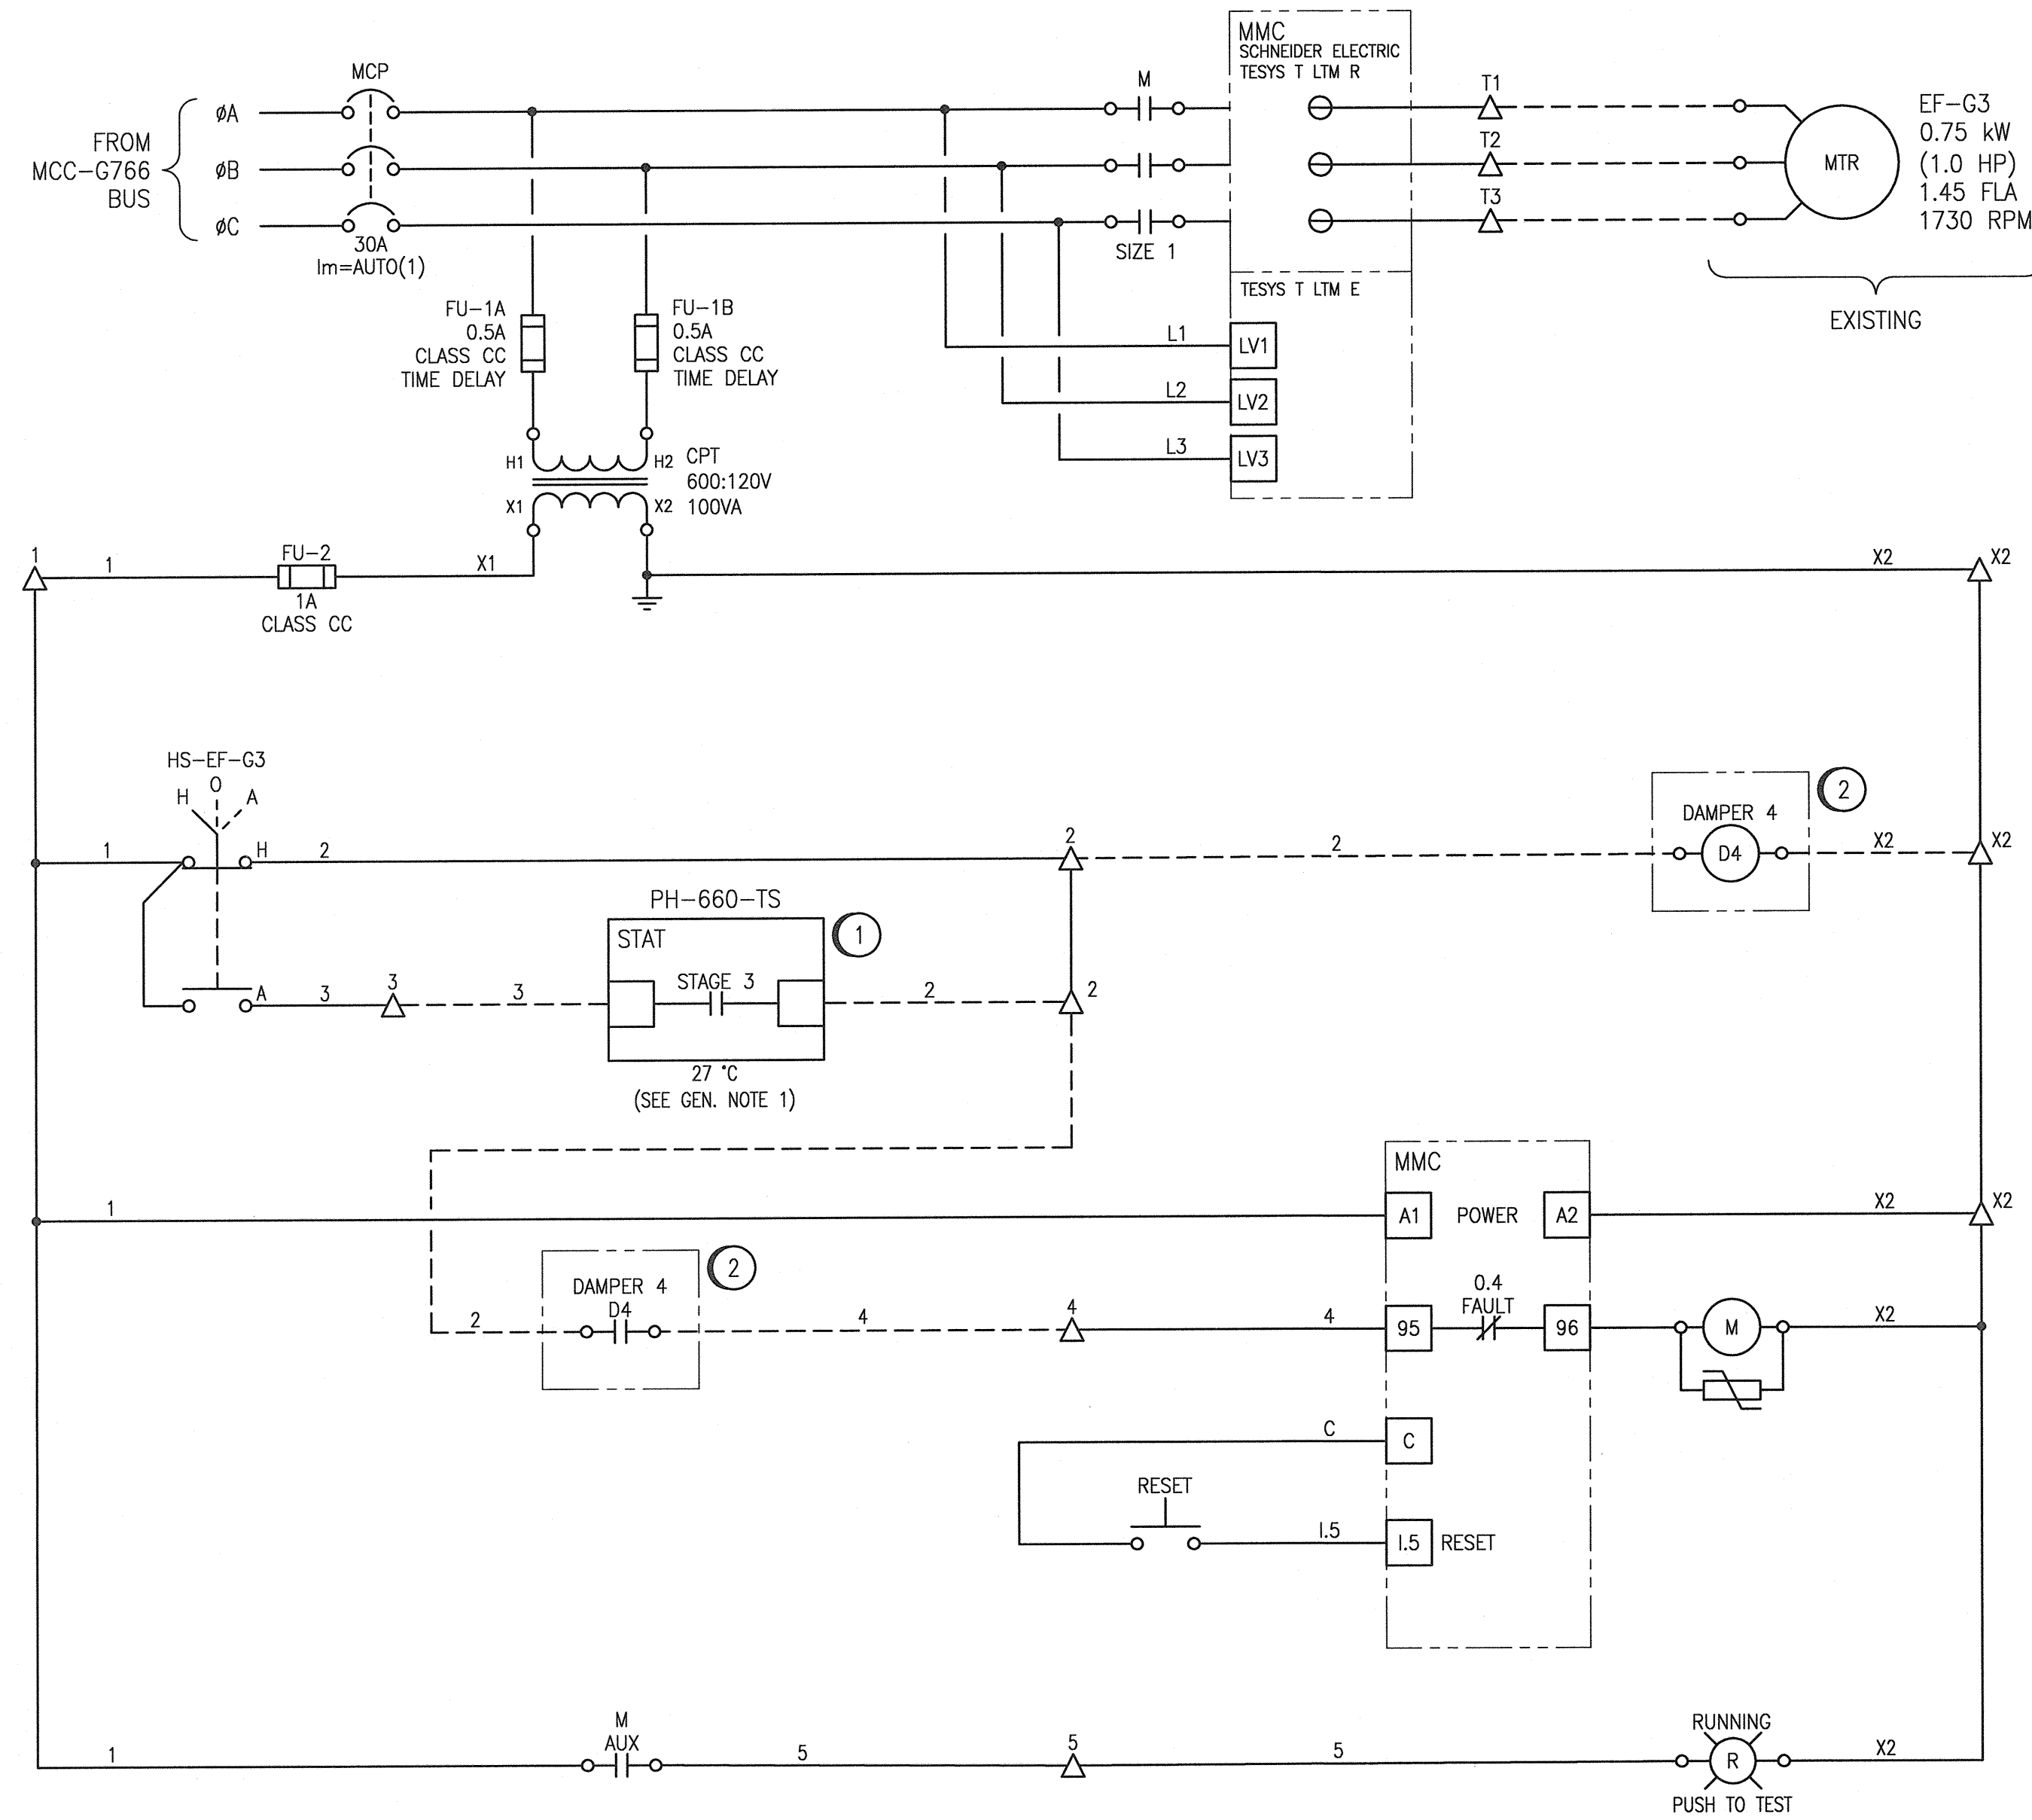 MMC
SCHNEIDER ELECTRIC
TESYS T LTM R
MCP
M
T1
øA
EF-G3
0.75 kW
(1.0 HP)
1.45 FLA
1730 RPM
FROM
MCC-G766
BUS
øB
T2
MTR
øC
T3
30A
Im=AUTO(1)
SIZE 1
TESYS T LTM E
EXISTING
FU-1A
0.5A
CLASS CC
TIME DELAY
FU-1B
0.5A
CLASS CC
TIME DELAY
L1
LV1
L2
LV2
L3
LV3
H1
H2
CPT
600:120V
100VA
X1
X2
1
1
FU-2
X1
X2
X2
1A
CLASS CC
HS-EF-G3
O
H
A
2
DAMPER 4
1
H
2
2
2
D4
X2
X2
PH-660-TS
STAT
1
STAGE 3
A
3
3
3
2
2
27 °C
(SEE GEN. NOTE 1)
MMC
1
A1
POWER
A2
X2
X2
2
DAMPER 4
D4
0.4
FAULT
2
4
4
4
95
96
M
X2
C
C
RESET
I.5
I.5
RESET
M
AUX
RUNNING
1
5
5
5
R
X2
PUSH TO TEST